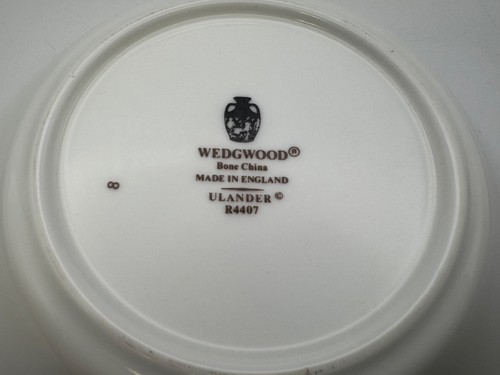 WEDGWOOD®
Bone China
MADE IN ENGLAND
ULANDER ©
R4407
8